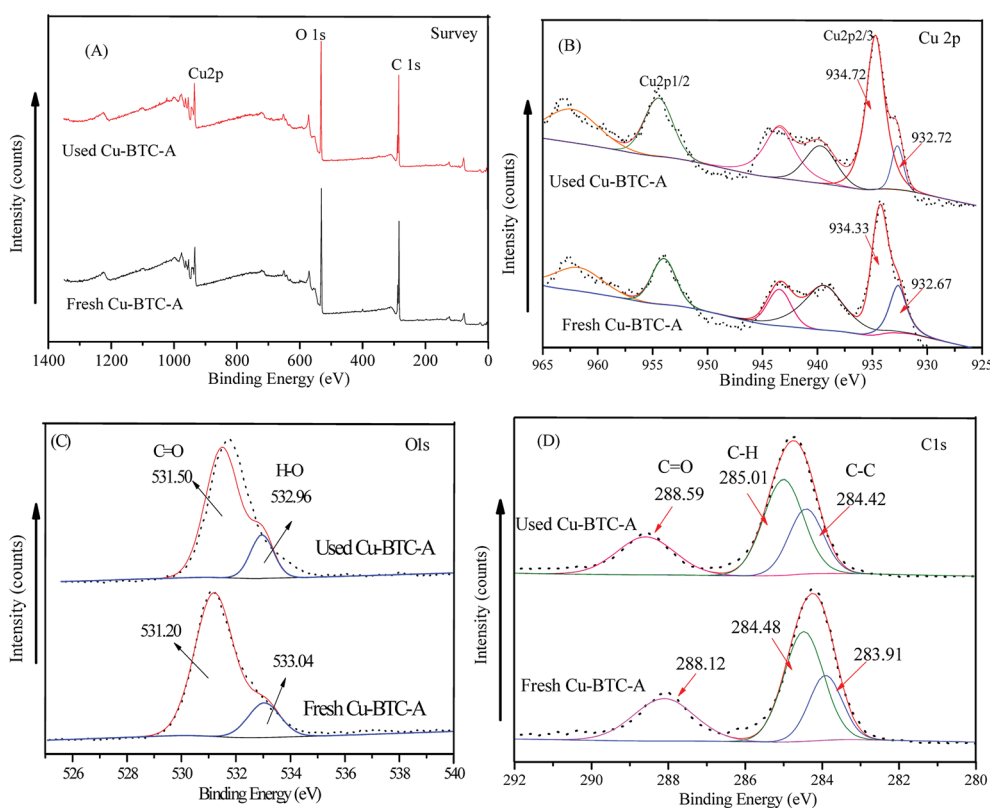 (A)
Survey
O 1s
C 1s
Cu2p
Used Cu-BTC-A
Fresh Cu-BTC-A
Intensity (counts)
1400 1200 1000 800 600 400 200 0
Binding Energy (eV)
(B)
Cu 2p
Cu2p2/3
Cu2p1/2
934.72
932.72
Used Cu-BTC-A
934.33
932.67
Fresh Cu-BTC-A
Intensity (counts)
965 960 955 950 945 940 935 930 925
Binding Energy (eV)
(C)
O1s
C=O
531.50
H-O
532.96
Used Cu-BTC-A
531.20
533.04
Fresh Cu-BTC-A
Intensity (counts)
526 528 530 532 534 536 538 540
Binding Energy (eV)
(D)
C1s
C=O
288.59
C-H
285.01
C-C
284.42
Used Cu-BTC-A
288.12
284.48
283.91
Fresh Cu-BTC-A
Intensity (counts)
292 290 288 286 284 282 280
Binding Energy (eV)